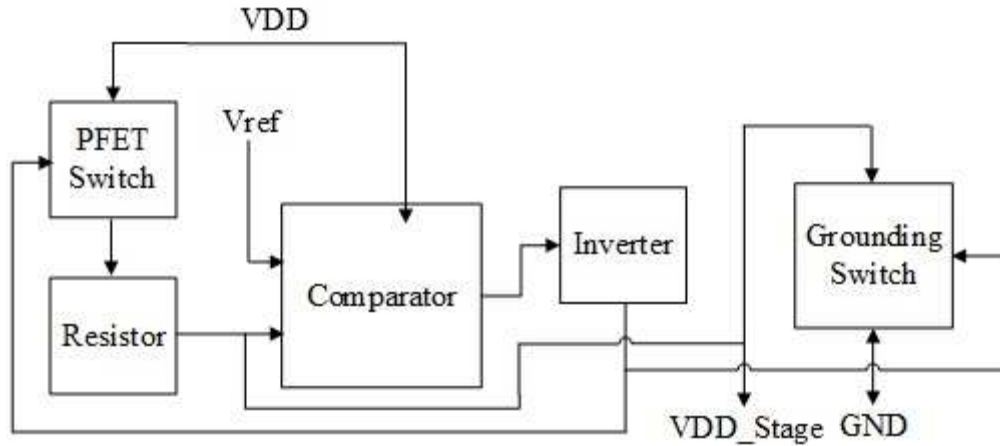 VDD
PFET
Switch
Vref
Resistor
Comparator
Inverter
Grounding
Switch
VDD_Stage
GND